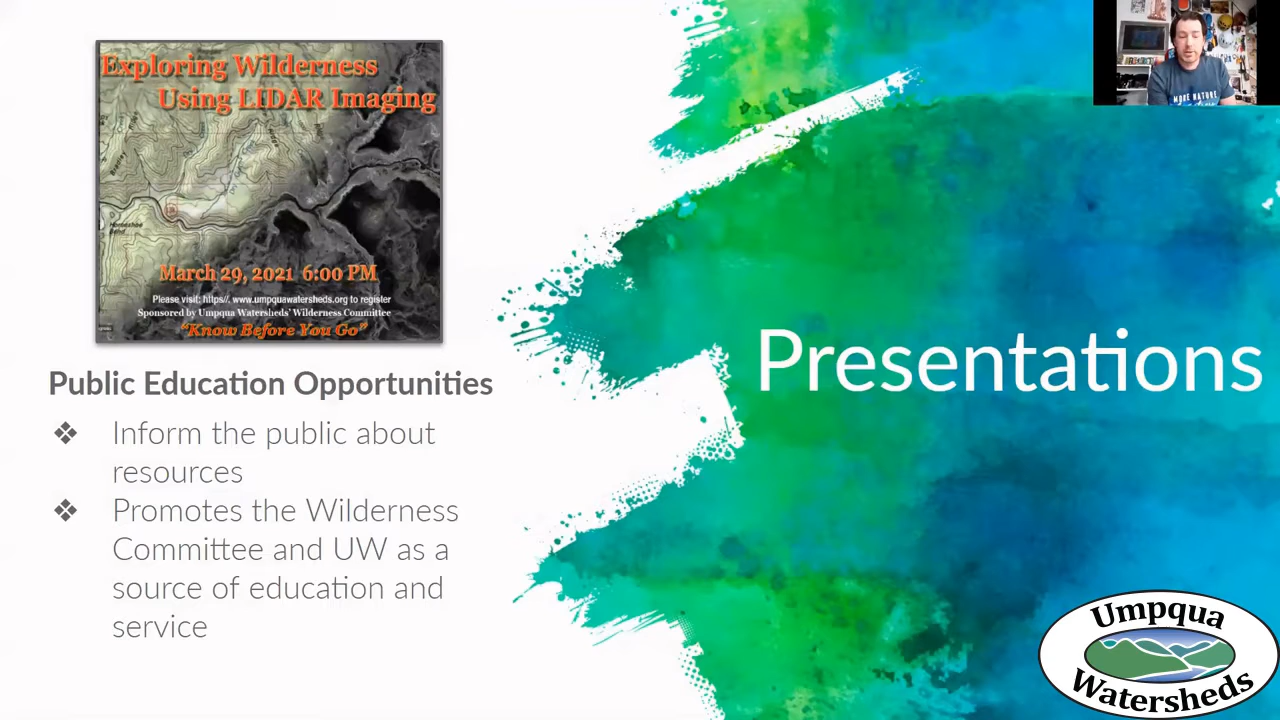 Exploring Wilderness
Using LIDAR Imaging
March 29, 2021 6:00 PM
Please visit: https//, www.umpquawatersheds.org to register
Sponsored by Umpqua Watersheds' Wilderness Committee
"Know Before You Go"
Public Education Opportunities
❖ Inform the public about
resources
❖ Promotes the Wilderness
Committee and UW as a
source of education and
service
Presentations
MORE NATURE
Umpqua
Watersheds